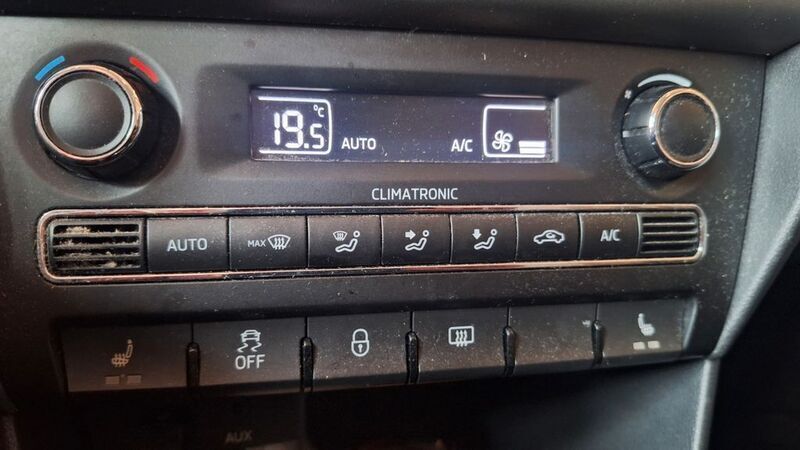 19.5 °C AUTO A/C
CLIMATRONIC
AUTO MAX A/C
OFF
AUX